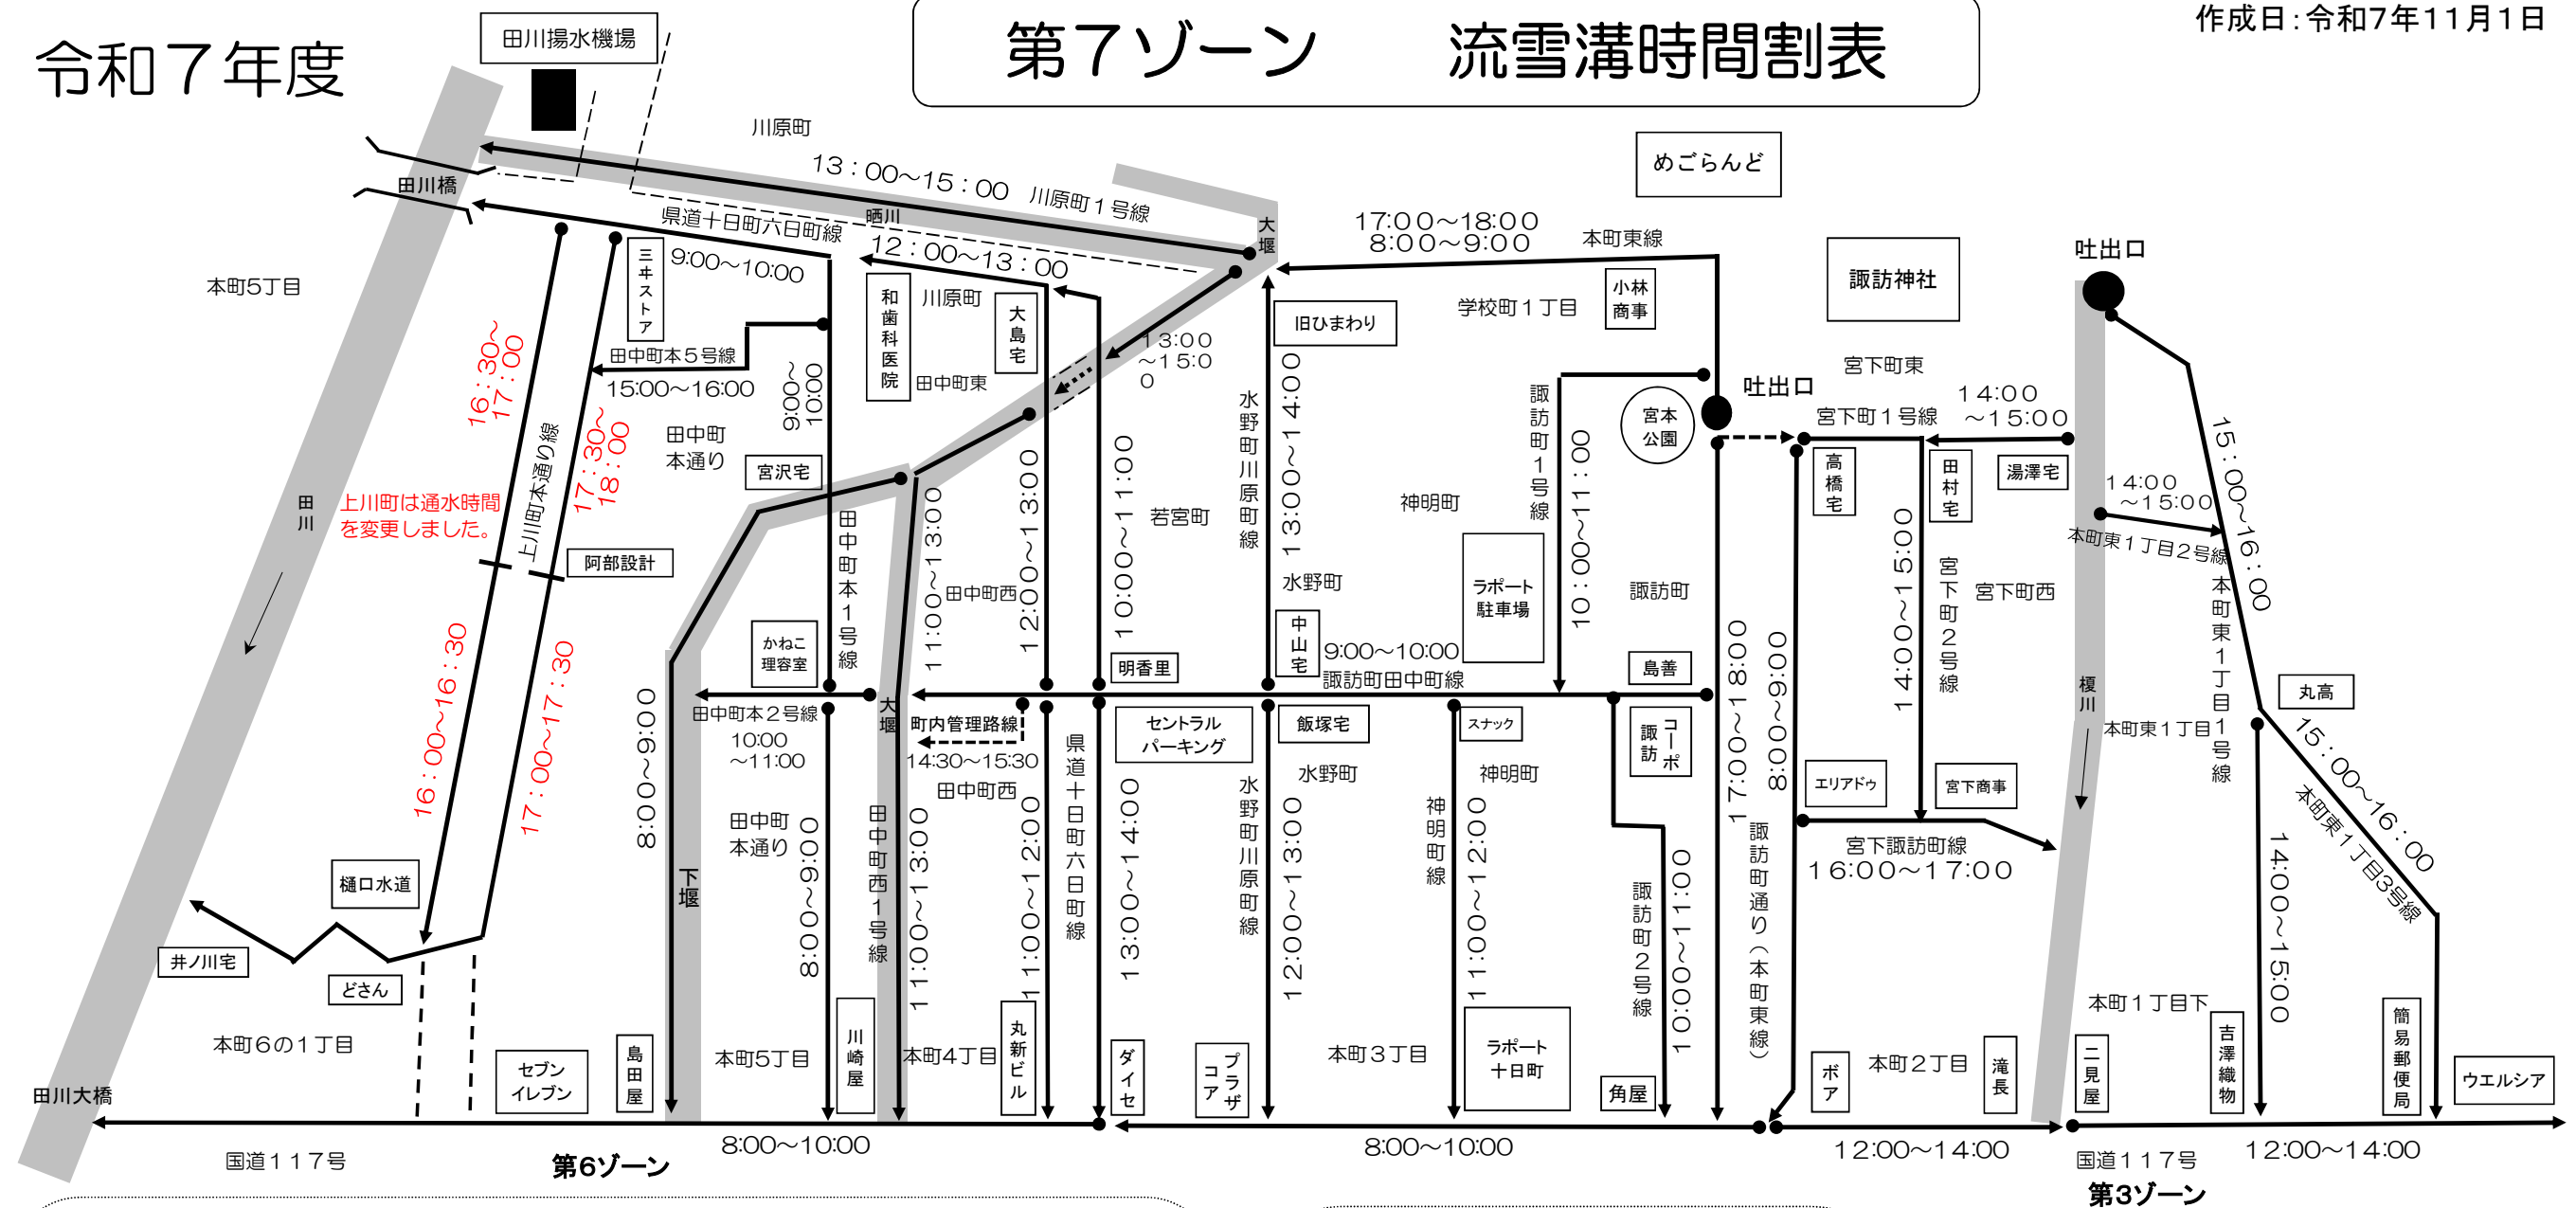 令和７年度
田川揚水機場
第７ゾーン　　流雪溝時間割表
作成日：令和７年１１月１日
川原町
１３：００～１５：００
川原町１号線
めごらんど
田川橋
県道十日町六日町線
晒川
大堰
１７：００～１８：００
８：００～９：００
本町東線
吐出口
三ヰストア
９：００～１０：００
１２：００～１３：００
諏訪神社
本町５丁目
和歯科医院
川原町
大島宅
旧ひまわり
学校町１丁目
小林商事
１６：３０～
１７：００
田中町本５号線
１５：００～１６：００
９：００～
１０：００
田中町東
１３：００
～１５：０
０
宮下町東
吐出口
１４：００
～１５：００
宮下町１号線
水野町川原町線
１３：００～１４：００
諏訪町１号線
１０：００～１１：００
宮本
公園
１７：３０～
１８：００
上川町本通り線
田中町
本通り
宮沢宅
高橋宅
田村宅
湯澤宅
１４：００
～１５：００
１５：００～１６：００
田川
上川町は通水時間
を変更しました。
田中町本１号線
１１：００～１３：００
１２：００～１３：００
１０：００～１１：００
若宮町
神明町
本町東１丁目２号線
阿部設計
田中町西
水野町
ラポート
駐車場
諏訪町
１４：００～１５：００
宮下町２号線
宮下町西
本町東１丁目１号線
１６：００～１６：３０
１７：００～１７：３０
かねこ
理容室
明香里
中山宅
９：００～１０：００
諏訪町田中町線
島善
１７：００～１８：００
８：００～９：００
榎川
丸高
８：００～９：００
田中町本２号線
１０：００
～１１：００
大堰
町内管理路線
１４：３０～１５：３０
田中町西
県道十日町六日町線
セントラル
パーキング
飯塚宅
水野町
スナック
神明町
コーポ
諏訪
エリアドゥ
宮下商事
本町東１丁目
１５：００～１６：００
本町東１丁目３号線
田中町
本通り
８：００～９：００
田中町西１号線
１１：００～１３：００
１１：００～１２：００
１３：００～１４：００
水野町川原町線
１２：００～１３：００
神明町線
１１：００～１２：００
諏訪町２号線
１０：００～１１：００
諏訪町通り（本町東線）
宮下諏訪町線
１６：００～１７：００
１４：００～１５：００
樋口水道
下堰
井ノ川宅
どさん
本町６の１丁目
セブン
イレブン
島田屋
本町５丁目
川崎屋
本町４丁目
丸新ビル
ダイセ
プラザ
コア
本町３丁目
ラポート
十日町
角屋
ボア
本町２丁目
滝長
二見屋
本町１丁目下
吉澤織物
簡易郵便局
ウエルシア
田川大橋
国道１１７号
第６ゾーン
８：００～１０：００
８：００～１０：００
１２：００～１４：００
国道１１７号
第３ゾーン
１２：００～１４：００